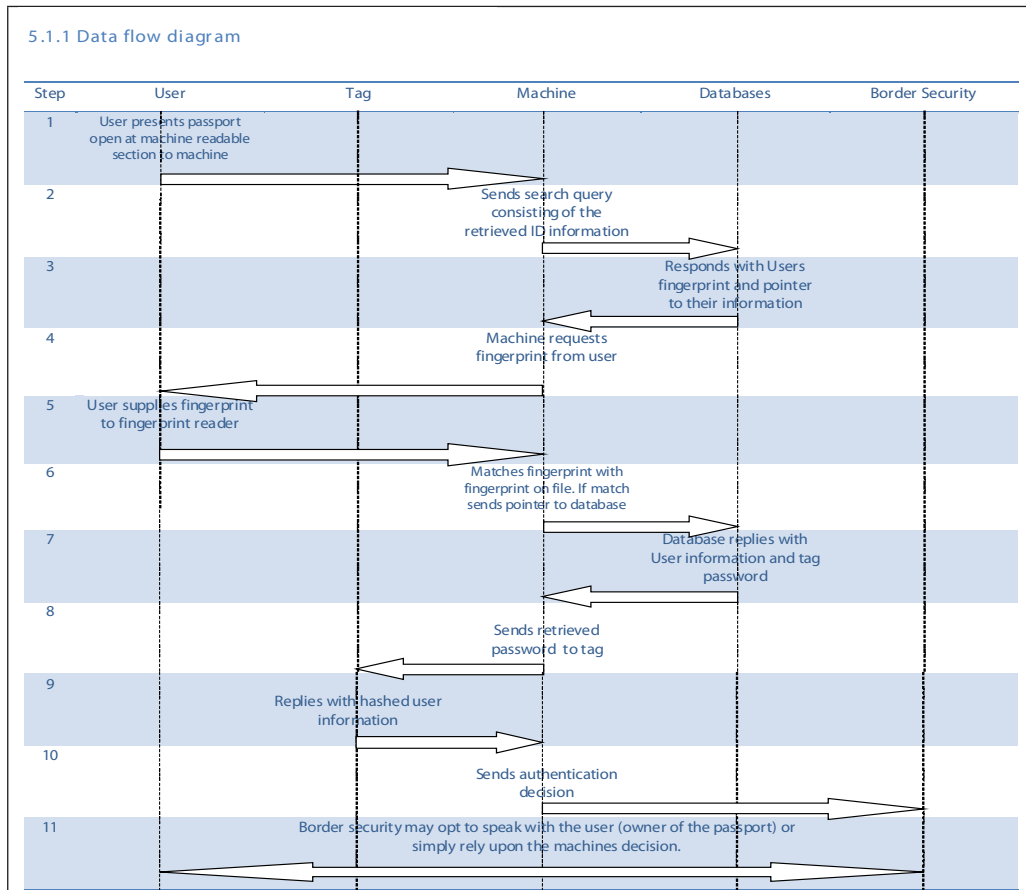 5.1.1 Data flow diagram
Step User Tag Machine Databases Border Security
1
User presents passport
open at machine readable
section to machine
2
Sends search query
consisting of the
retrieved ID information
3
Responds with Users
fingerprint and pointer
to their information
4
Machine requests
fingerprint from user
5
User supplies fingerprint
to fingerprint reader
6
Matches fingerprint with
fingerprint on file. If match
sends pointer to database
7
Database replies with
User information and tag
password
8
Sends retrieved
password to tag
9
Replies with hashed user
information
10
Sends authentication
decision
11
Border security may opt to speak with the user (owner of the passport) or
simply rely upon the machines decision.